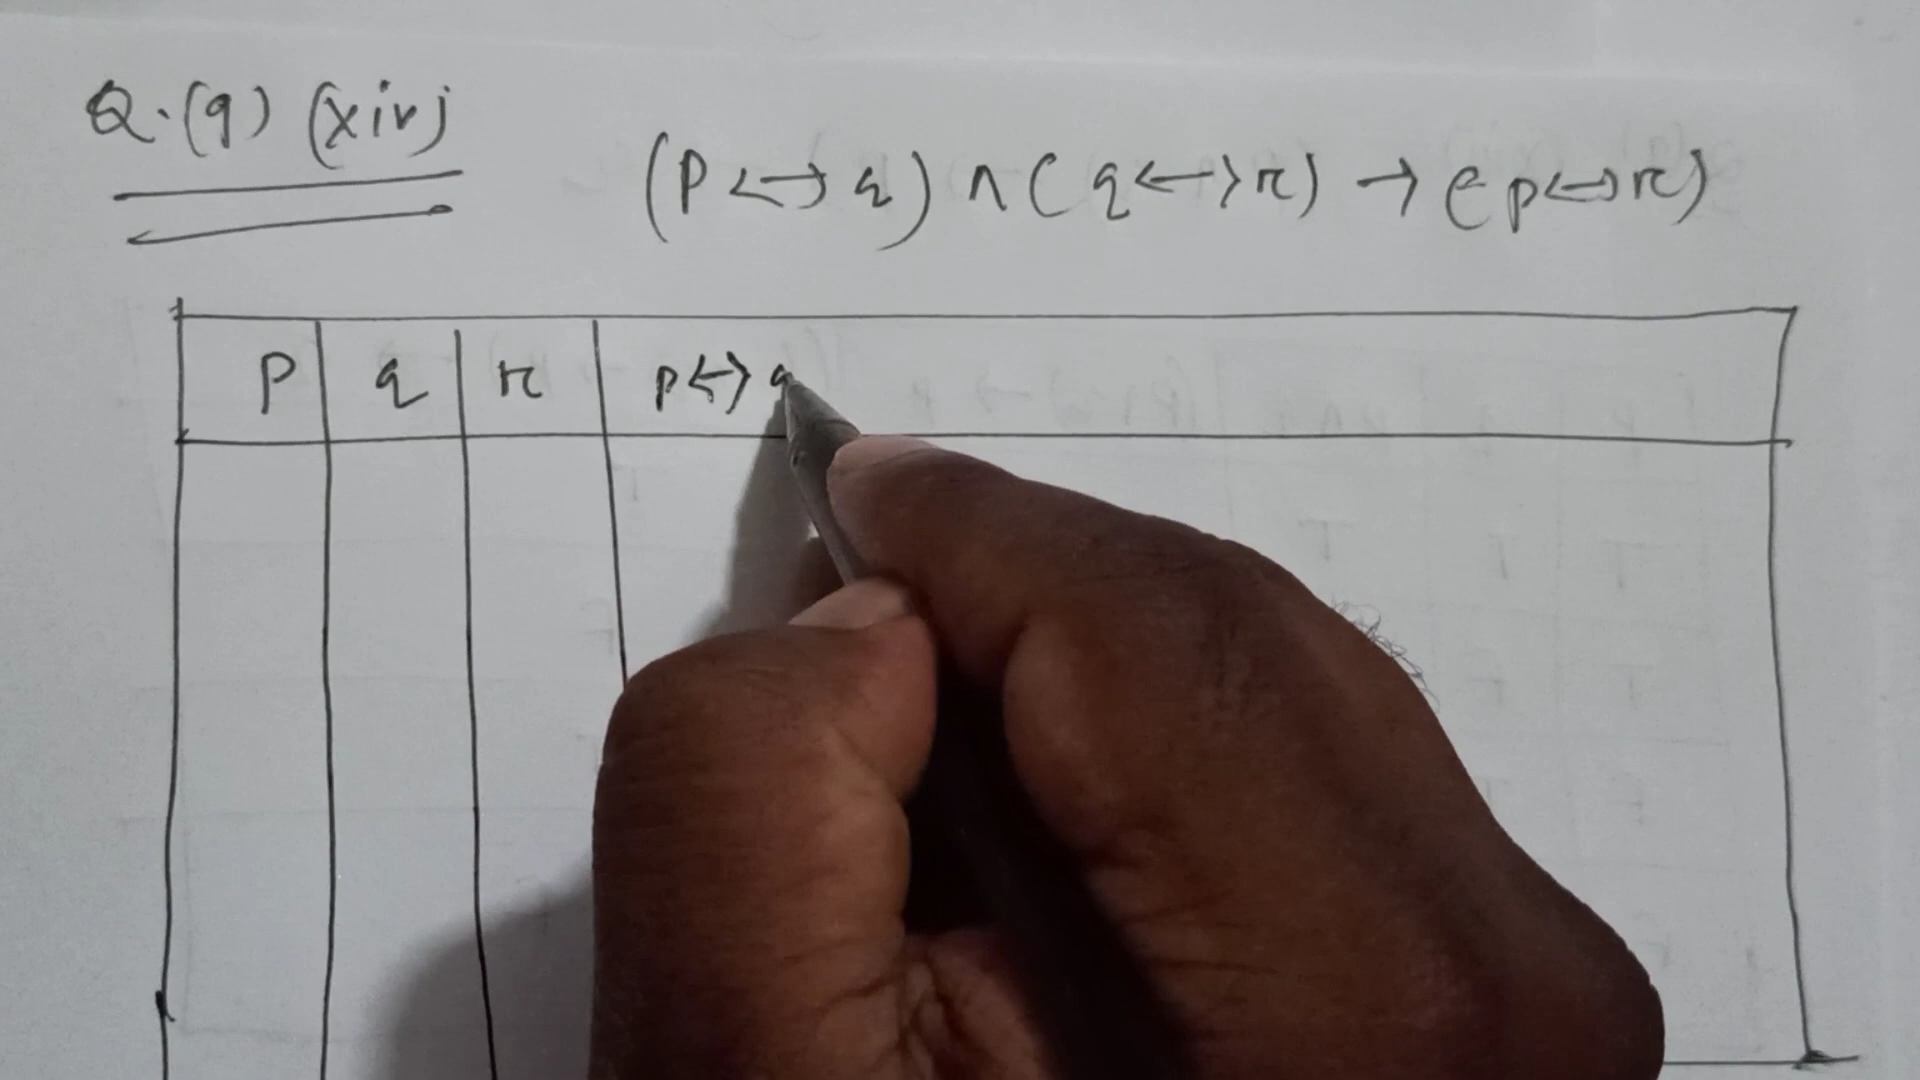 Q.(9) (xiv)
(P ↔ q) ∧ (q ↔ r) → (p ↔ r)
P q r p ↔ q